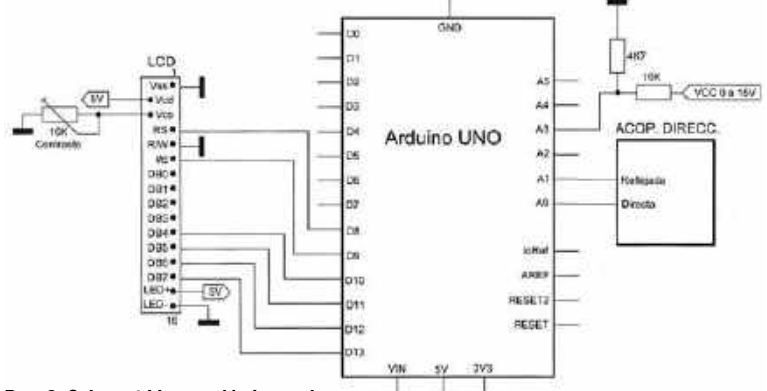 LCD
1
Vss
Vdd
Vco
RS
R/W
DB0
DB1
DB2
DB3
DB4
DB5
DB6
DB7
LED+
LED-
16
5V
10K
Contraste
5V
GND
D0
D1
D2
D3
D4
D5
D6
D7
D8
D9
D10
D11
D12
D13
Arduino UNO
A5
A4
A3
A2
A1
A0
IoRef
AREF
RESET2
RESET
VIN
5V
3V3
4K7
10K
VCC 0 a 15V
ACOP. DIRECC.
Reflejada
Directa